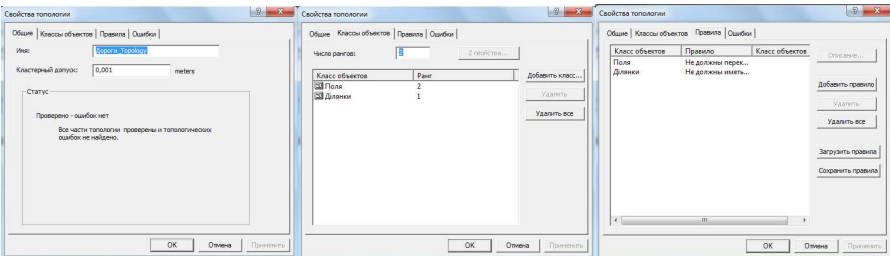 Свойства топологии
Общие Классы объектов Правила Ошибки
Имя: Дороги_Topology
Кластерный допуск: 0,001 meters
Статус
Проверено - ошибок нет
Все части топологии проверены и топологических
ошибок не найдено.
OK Отмена Применить
Свойства топологии
Общие Классы объектов Правила Ошибки
Число рангов: 2 Z свойства...
Класс объектов Ранг
Поля 2
Ділянки 1
Добавить класс...
Удалить
Удалить все
OK Отмена Применить
Свойства топологии
Общие Классы объектов Правила Ошибки
Класс объектов Правило Класс объектов
Поля Не должны перек...
Ділянки Не должны иметь...
Описание...
Добавить правило
Удалить
Удалить все
Загрузить правила
Сохранить правила
OK Отмена Применить